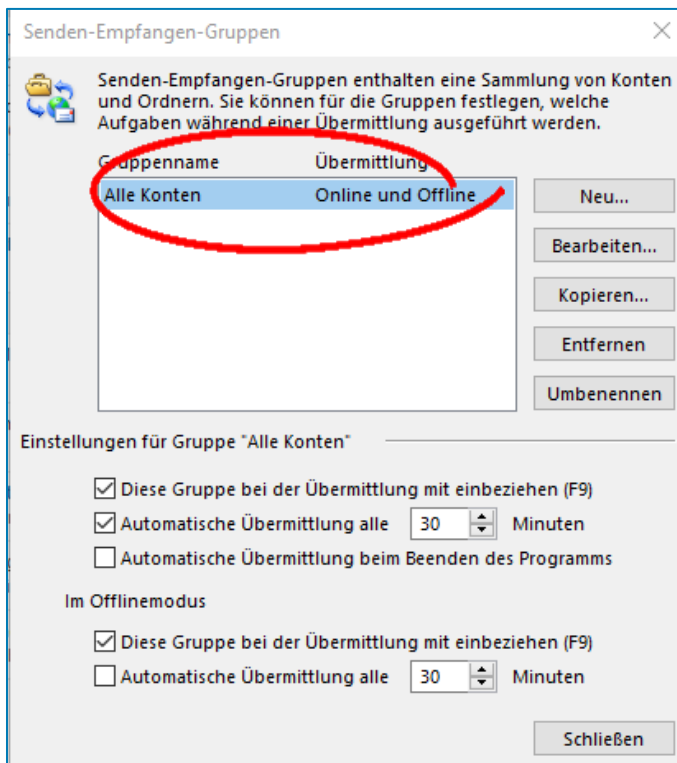 Senden-Empfangen-Gruppen
Senden-Empfangen-Gruppen enthalten eine Sammlung von Konten
und Ordnern. Sie können für die Gruppen festlegen, welche
Aufgaben während einer Übermittlung ausgeführt werden.
Gruppenname Übermittlung
Alle Konten Online und Offline
Neu...
Bearbeiten...
Kopieren...
Entfernen
Umbenennen
Einstellungen für Gruppe "Alle Konten"
Diese Gruppe bei der Übermittlung mit einbeziehen (F9)
Automatische Übermittlung alle 30 Minuten
Automatische Übermittlung beim Beenden des Programms
Im Offlinemodus
Diese Gruppe bei der Übermittlung mit einbeziehen (F9)
Automatische Übermittlung alle 30 Minuten
Schließen